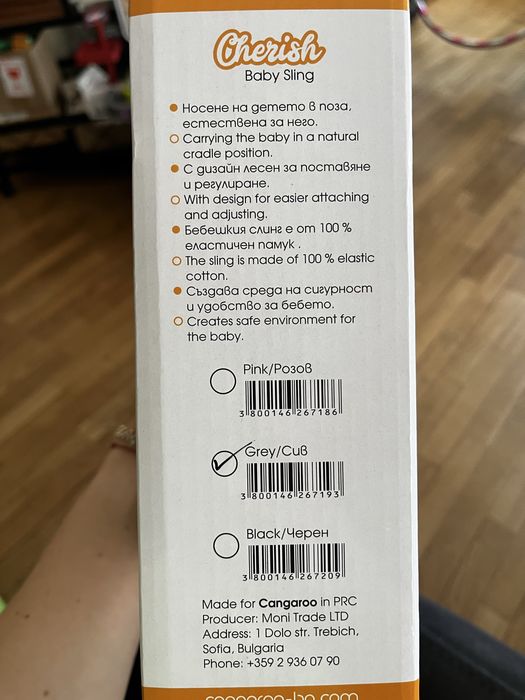 Cherish
Baby Sling
Носене на детето в поза,
естествена за него.
Carrying the baby in a natural
cradle position.
С дизайн лесен за поставяне
и регулиране.
With design for easier attaching
and adjusting.
Бебешкия слинг е от 100 %
еластичен памук .
The sling is made of 100 % elastic
cotton.
Създава среда на сигурност
и удобство за бебето.
Creates safe environment for
the baby.
Pink/Розов
3 800146 267186
Grey/Сив
3 800146 267193
Black/Черен
3 800146 267209
Made for Cangaroo in PRC
Producer: Moni Trade LTD
Address: 1 Dolo str. Trebich,
Sofia, Bulgaria
Phone: +359 2 936 07 90
cangaroo-bg.com